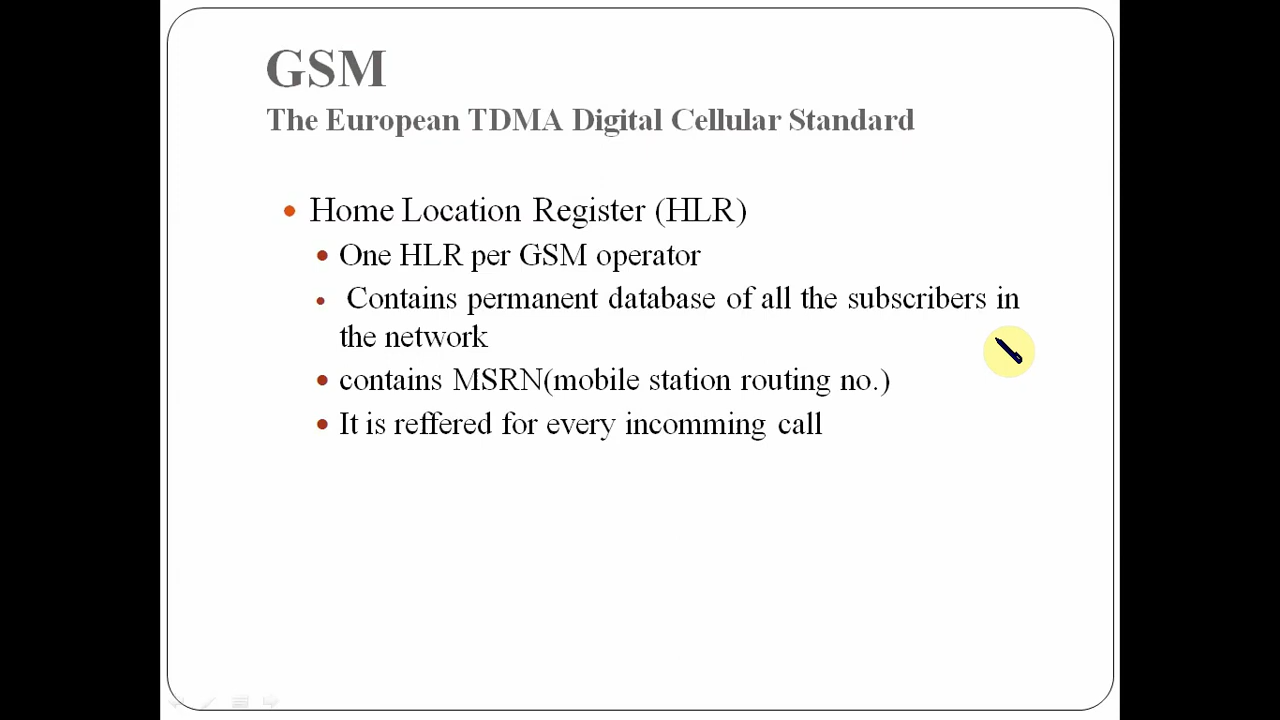 GSM
The European TDMA Digital Cellular Standard
Home Location Register (HLR)
One HLR per GSM operator
Contains permanent database of all the subscribers in
the network
contains MSRN(mobile station routing no.)
It is reffered for every incomming call